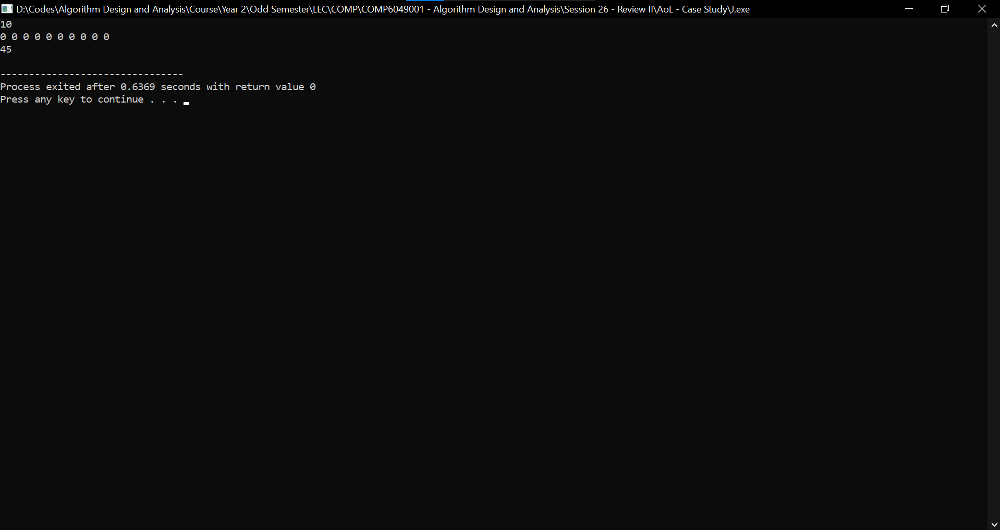 D:\Codes\Algorithm Design and Analysis\Course\Year 2\Odd Semester\LEC\COMP\COMP6049001 - Algorithm Design and Analysis\Session 26 - Review II\AoL - Case Study\J.exe
10
0 0 0 0 0 0 0 0 0 0
45
--------------------------------
Process exited after 0.6369 seconds with return value 0
Press any key to continue . . .